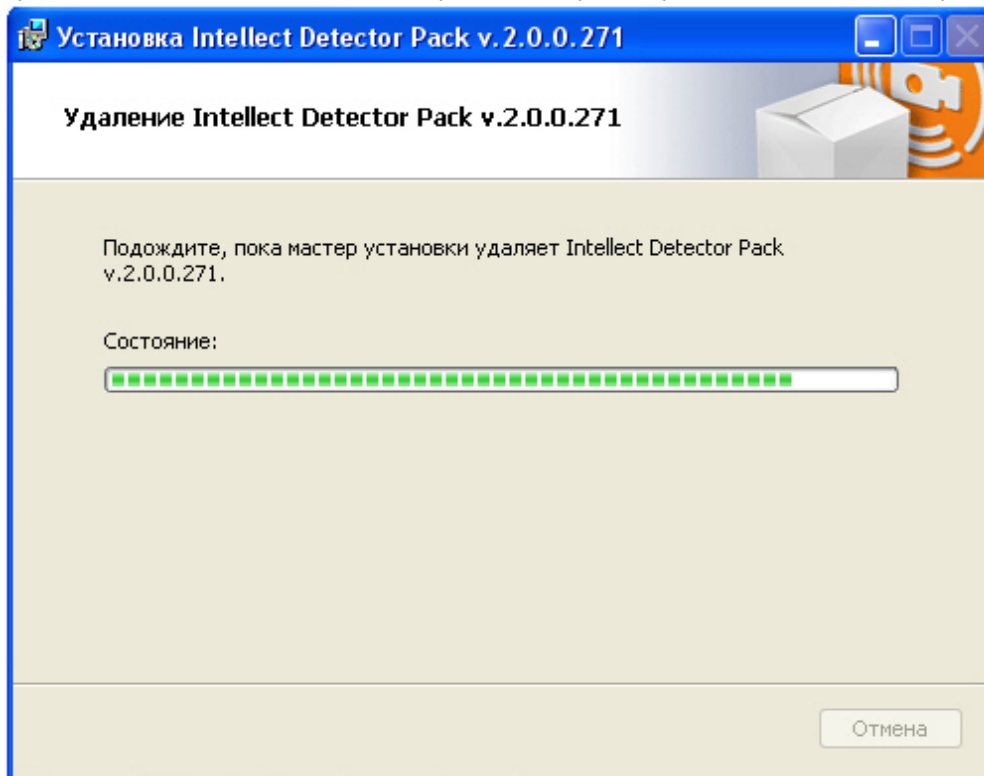 Установка Intellect Detector Pack v.2.0.0.271
Удаление Intellect Detector Pack v.2.0.0.271
Подождите, пока мастер установки удаляет Intellect Detector Pack
v.2.0.0.271.
Состояние:
Отмена